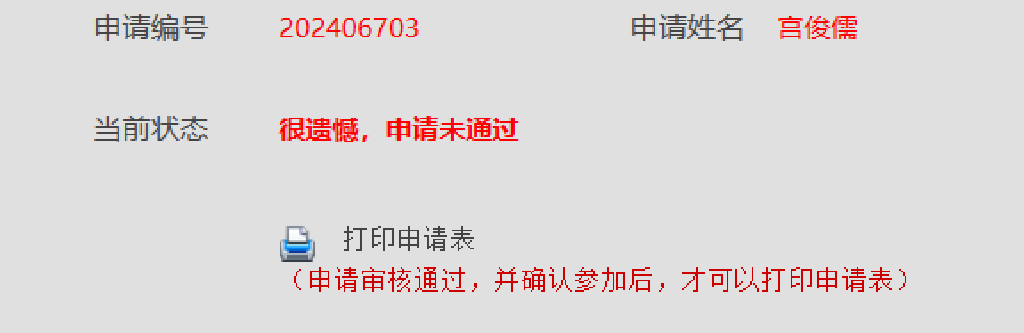 申请编号 202406703 申请姓名 宫俊儒
当前状态 很遗憾，申请未通过
打印申请表
（申请审核通过，并确认参加后，才可以打印申请表）